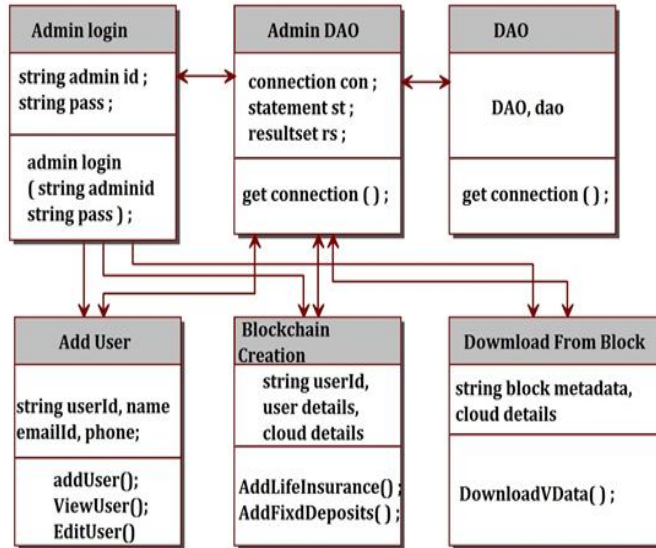 Admin login
string admin id ;
string pass ;
admin login
( string adminid
string pass ) ;
Admin DAO
connection con ;
statement st ;
resultset rs ;
get connection ( ) ;
DAO
DAO, dao
get connection ( ) ;
Add User
string userId, name
emailId, phone;
addUser();
ViewUser();
EditUser()
Blockchain
Creation
string userId,
user details,
cloud details
AddLifeInsurance() ;
AddFixdDeposits( ) ;
Dowmload From Block
string block metadata,
cloud details
DownloadVData( ) ;